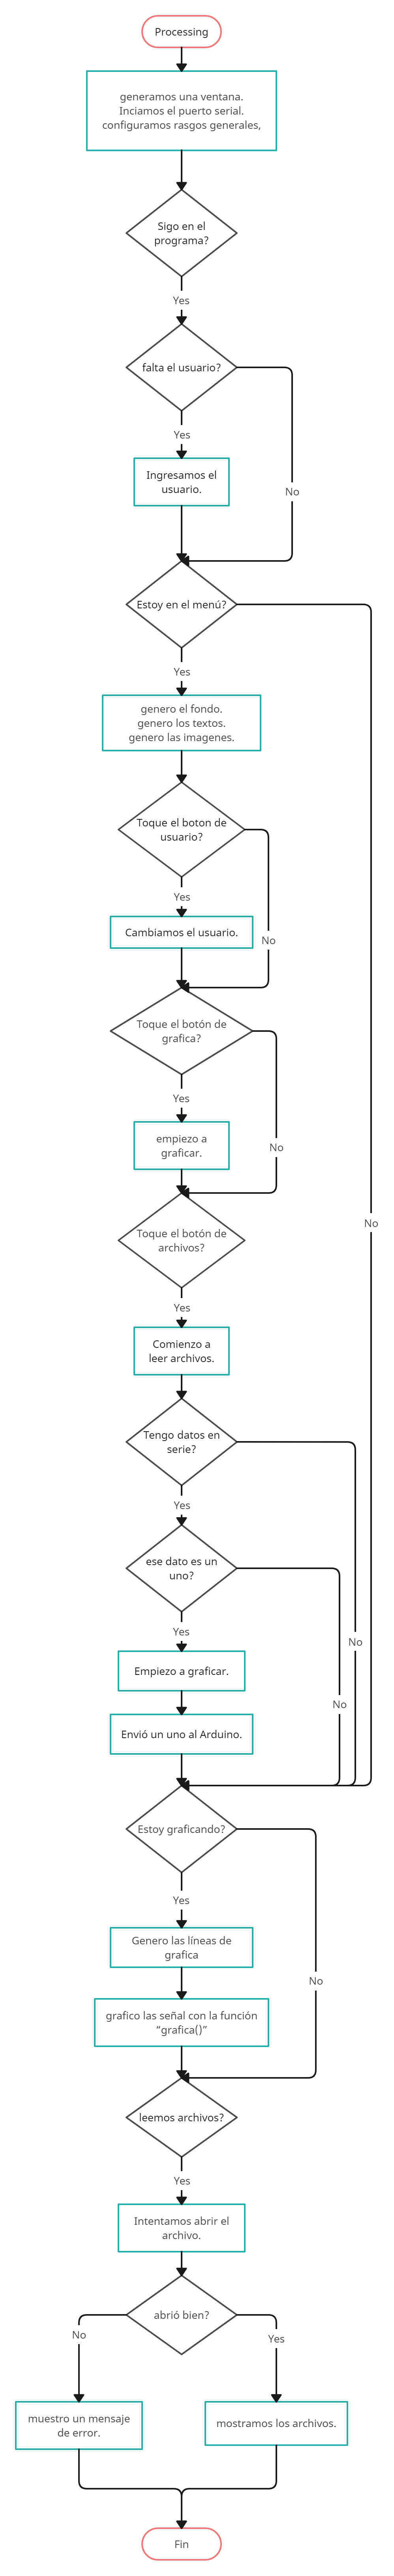 Processing
generamos una ventana.
Inciamos el puerto serial.
configuramos rasgos generales,
Sigo en el
programa?
Yes
falta el usuario?
Yes
Ingresamos el
usuario.
No
Estoy en el menú?
Yes
genero el fondo.
genero los textos.
genero las imagenes.
Toque el boton de
usuario?
Yes
Cambiamos el usuario.
No
Toque el botón de
grafica?
Yes
empiezo a
graficar.
No
No
Toque el botón de
archivos?
Yes
Comienzo a
leer archivos.
Tengo datos en
serie?
Yes
ese dato es un
uno?
Yes
No
Empiezo a graficar.
No
Envió un uno al Arduino.
Estoy graficando?
Yes
Genero las líneas de
grafica
No
grafico las señal con la función
“grafica()”
leemos archivos?
Yes
Intentamos abrir el
archivo.
abrió bien?
No
Yes
muestro un mensaje
de error.
mostramos los archivos.
Fin